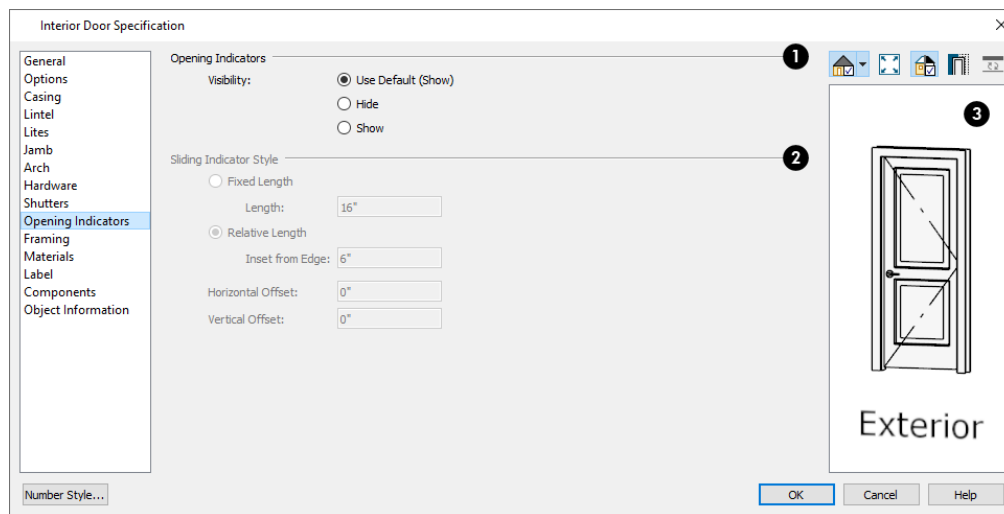 Interior Door Specification
General
Options
Casing
Lintel
Lites
Jamb
Arch
Hardware
Shutters
Opening Indicators
Framing
Materials
Label
Components
Object Information
Opening Indicators
1
Visibility:
Use Default (Show)
Hide
Show
Sliding Indicator Style
2
Fixed Length
Length: 16"
Relative Length
Inset from Edge: 6"
Horizontal Offset: 0"
Vertical Offset: 0"
3
Exterior
Number Style...
OK
Cancel
Help